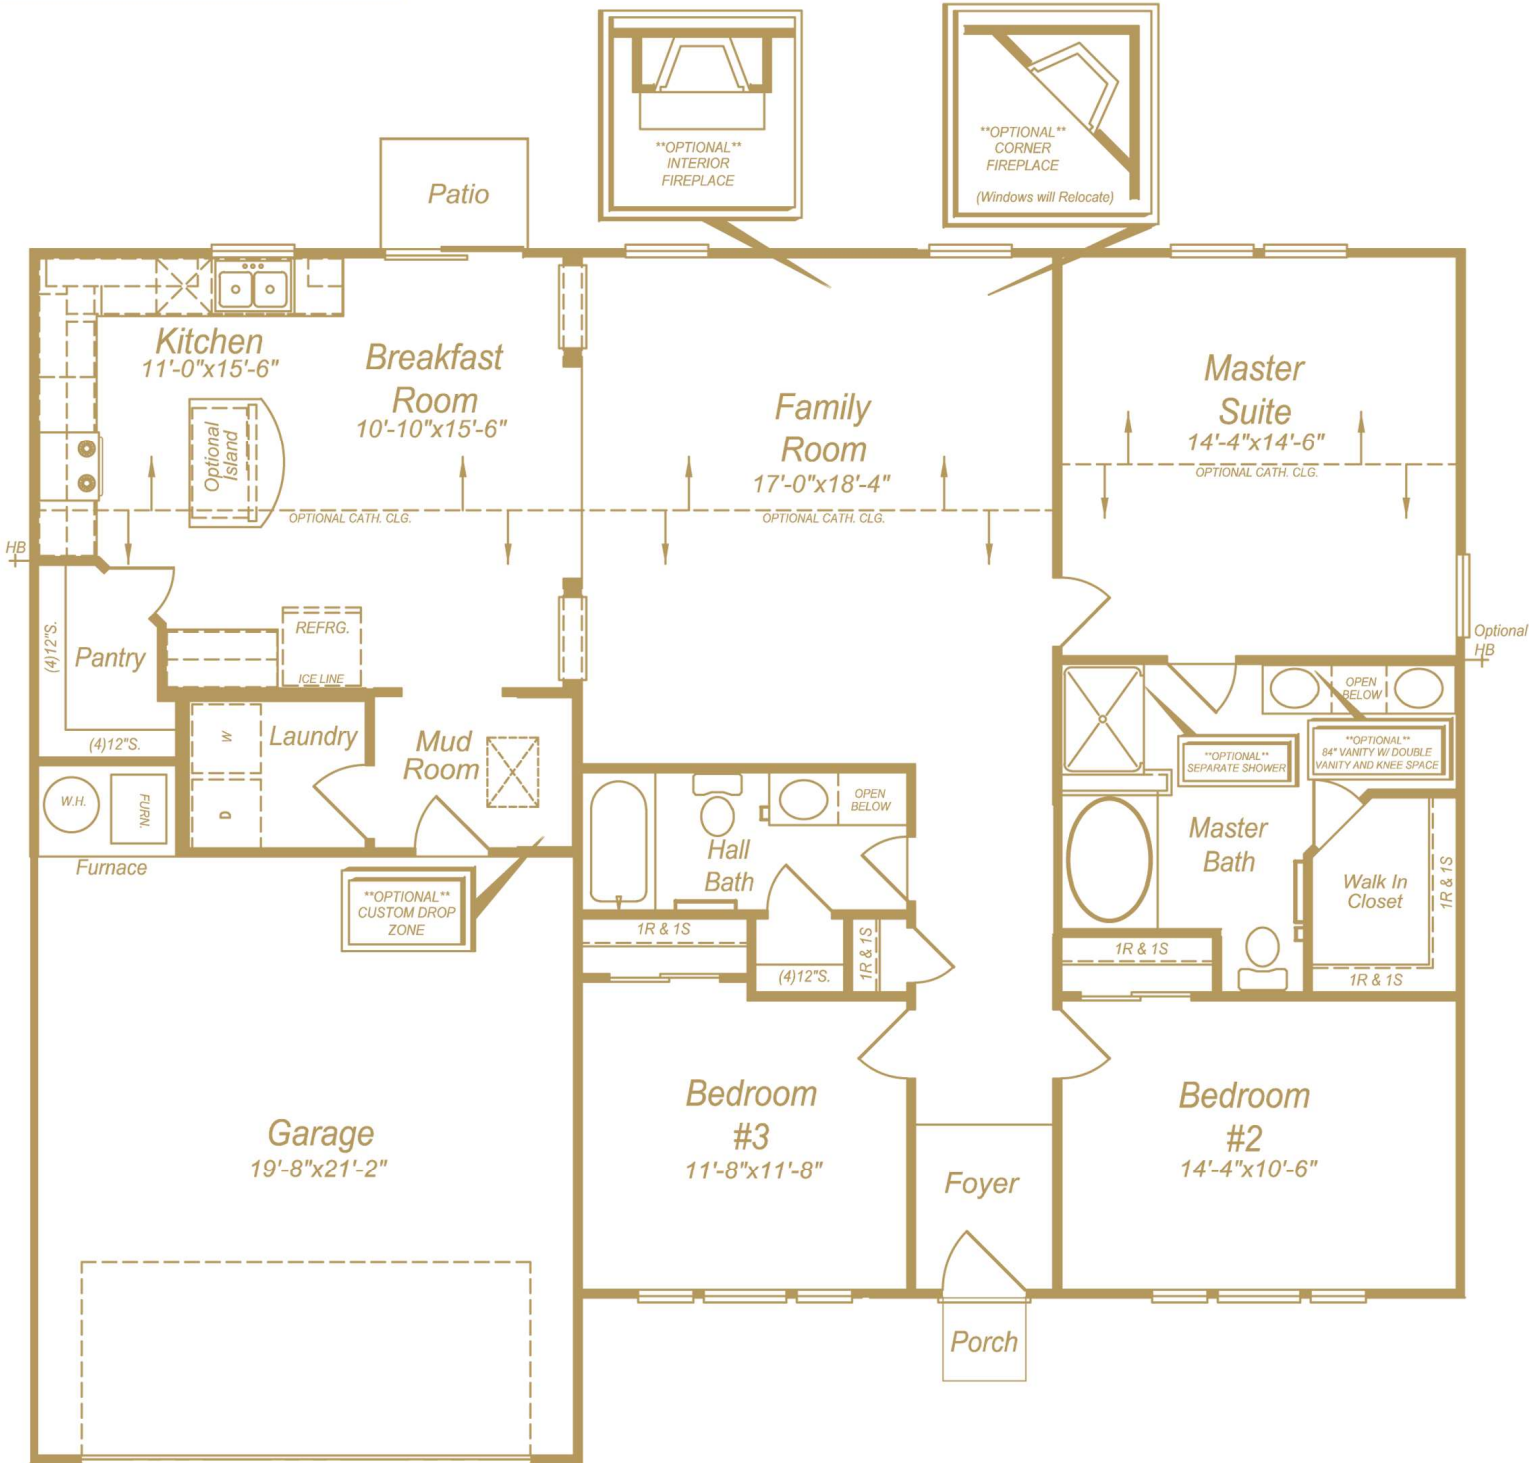 **OPTIONAL**
INTERIOR
FIREPLACE
**OPTIONAL**
CORNER
FIREPLACE
(Windows will Relocate)
Patio
Kitchen
11'-0"x15'-6"
Breakfast
Room
10'-10"x15'-6"
Optional
Island
OPTIONAL CATH. CLG.
Family
Room
17'-0"x18'-4"
OPTIONAL CATH. CLG.
Master
Suite
14'-4"x14'-6"
OPTIONAL CATH. CLG.
HB
Optional
HB
Pantry
(4)12"S.
(4)12"S.
REFRG.
ICE LINE
W
D
Laundry
Mud
Room
W.H.
FURN.
Furnace
**OPTIONAL**
CUSTOM DROP
ZONE
OPEN
BELOW
Hall
Bath
1R & 1S
(4)12"S.
1R & 1S
OPEN
BELOW
**OPTIONAL**
SEPARATE SHOWER
**OPTIONAL**
84" VANITY W/ DOUBLE
VANITY AND KNEE SPACE
Master
Bath
Walk In
Closet
1R & 1S
1R & 1S
1R & 1S
Garage
19'-8"x21'-2"
Bedroom
#3
11'-8"x11'-8"
Foyer
Bedroom
#2
14'-4"x10'-6"
Porch